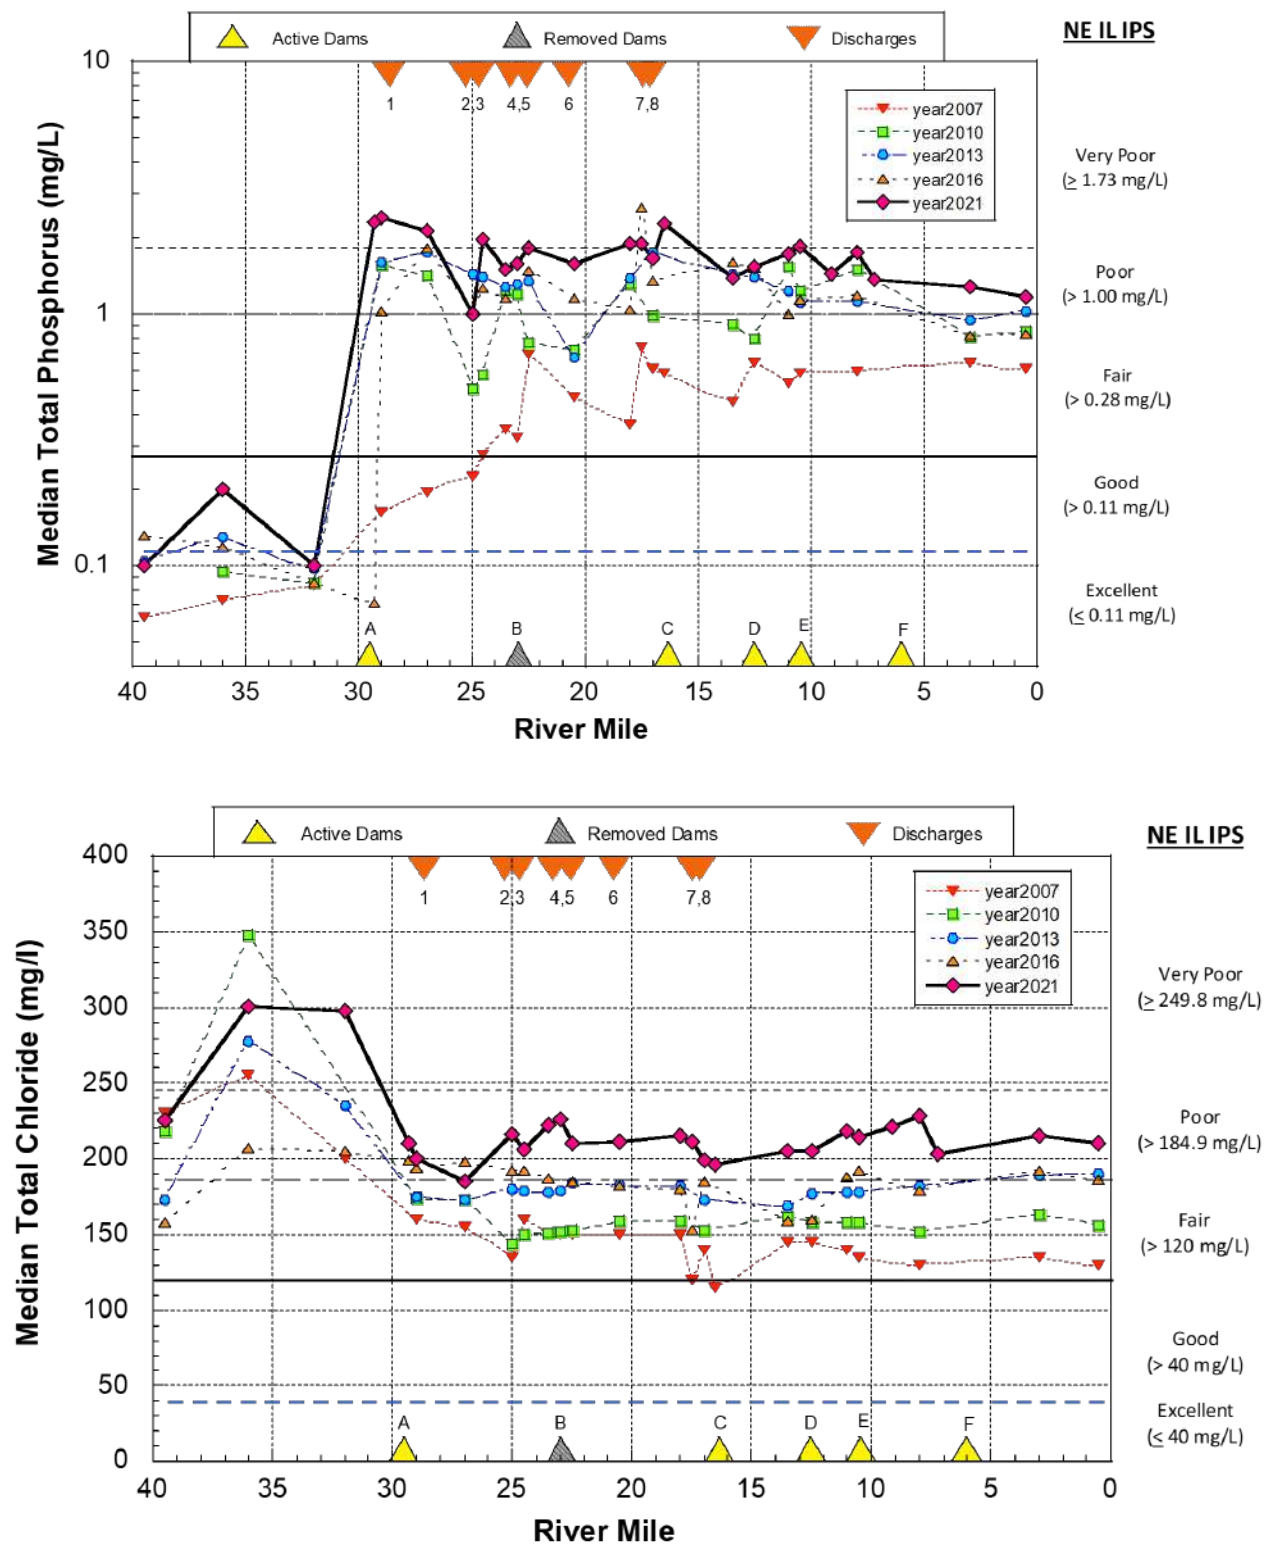 Active Dams Removed Dams Discharges
NE IL IPS
10
1 2,3 4,5 6 7,8
year2007
year2010
year2013
year2016
year2021
Very Poor
(≥ 1.73 mg/L)
Poor
(> 1.00 mg/L)
1
Fair
(> 0.28 mg/L)
Good
(> 0.11 mg/L)
0.1
Excellent
(≤ 0.11 mg/L)
A B C D E F
40 35 30 25 20 15 10 5 0
Median Total Phosphorus (mg/L)
River Mile
Active Dams Removed Dams Discharges
NE IL IPS
400
1 2,3 4,5 6 7,8
year2007
year2010
year2013
year2016
year2021
350
Very Poor
(≥ 249.8 mg/L)
300
250
Poor
(> 184.9 mg/L)
200
Fair
(> 120 mg/L)
150
100
Good
(> 40 mg/L)
50
Excellent
(≤ 40 mg/L)
A B C D E F
0
40 35 30 25 20 15 10 5 0
Median Total Chloride (mg/l)
River Mile